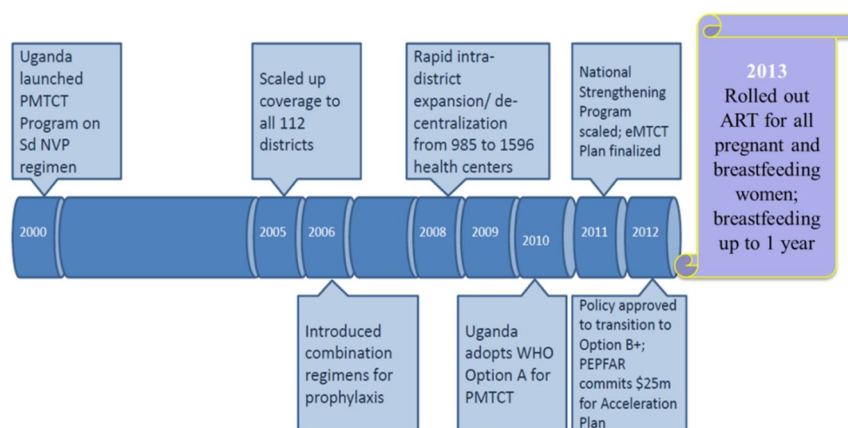 Uganda
launched
PMTCT
Program on
Sd NVP
regimen
Scaled up
coverage to
all 112
districts
Rapid intra-
district
expansion/ de-
centralization
from 985 to 1596
health centers
National
Strengthening
Program
scaled; eMTCT
Plan finalized
2013
Rolled out
ART for all
pregnant and
breastfeeding
women;
breastfeeding
up to 1 year
2000
2005
2006
2008
2009
2010
2011
2012
Introduced
combination
regimens for
prophylaxis
Uganda
adopts WHO
Option A for
PMTCT
Policy approved
to transition to
Option B+;
PEPFAR
commits $25m
for Acceleration
Plan